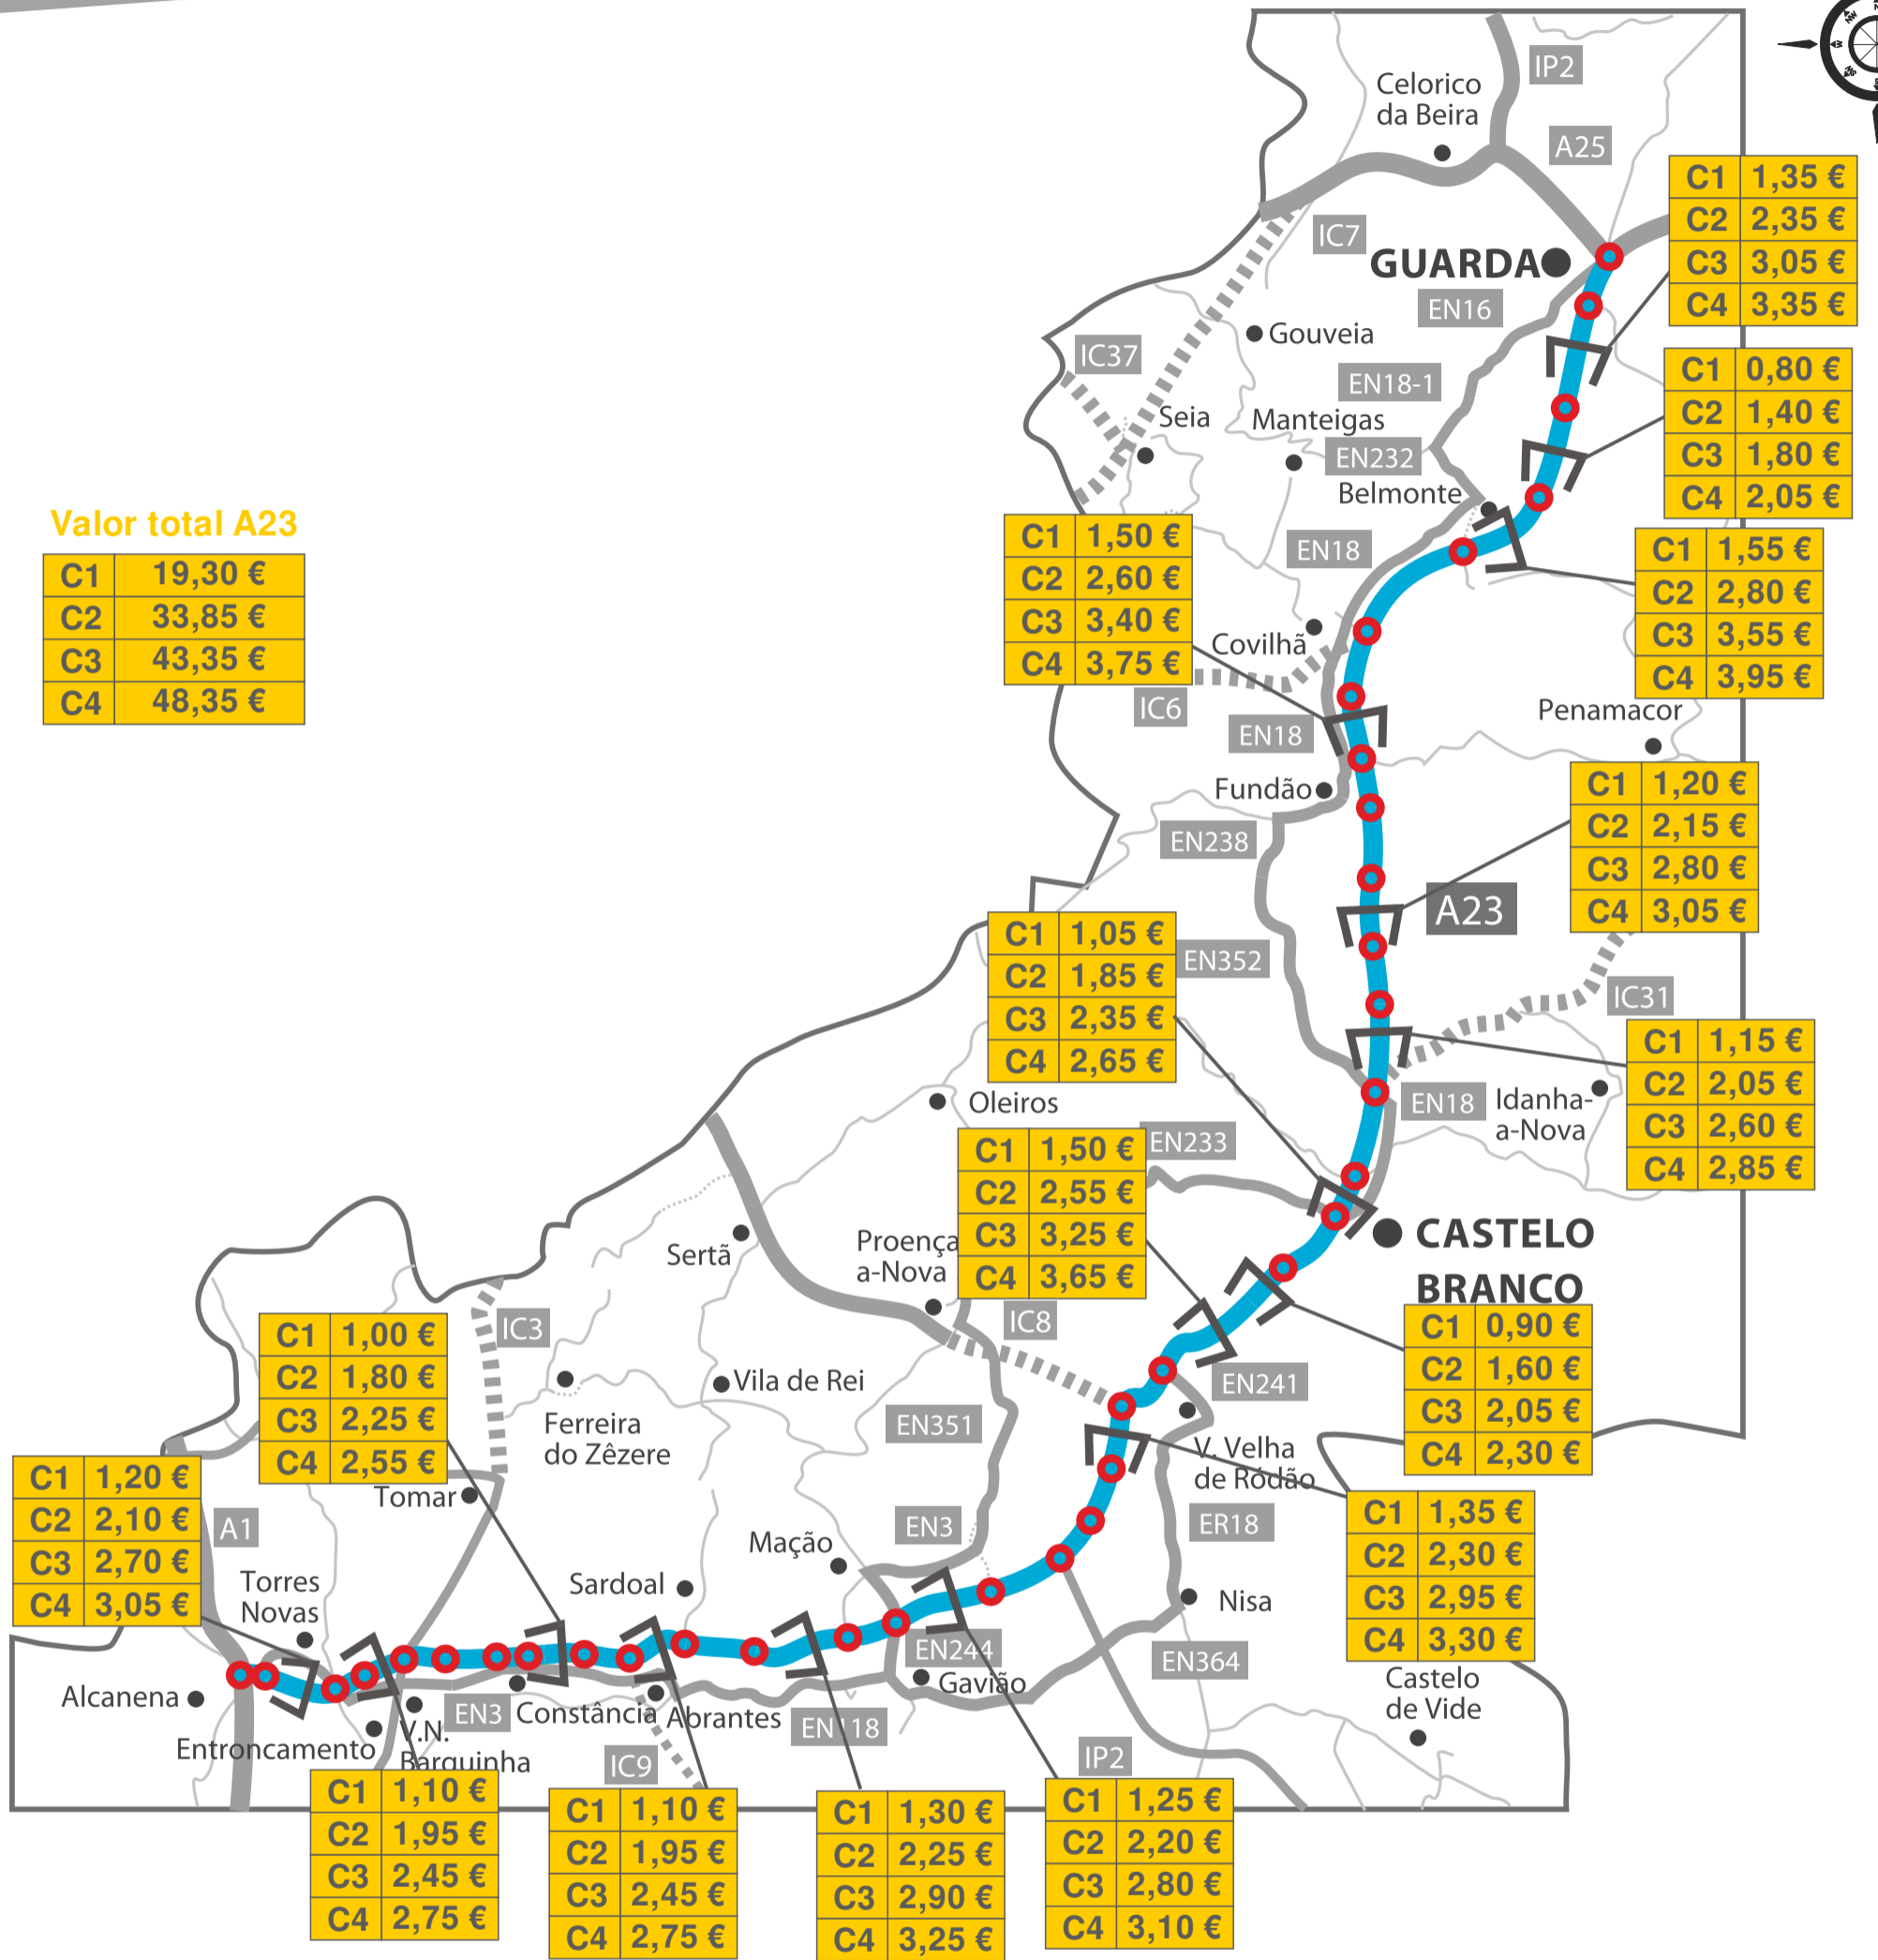 IP2
Celorico
da Beira
A25
C1 1,35 €
C2 2,35 €
C3 3,05 €
C4 3,35 €
IC7
GUARDA
EN16
Gouveia
IC37
EN18-1
C1 0,80 €
C2 1,40 €
C3 1,80 €
C4 2,05 €
Seia
Manteigas
EN232
Belmonte
Valor total A23
C1 19,30 €
C2 33,85 €
C3 43,35 €
C4 48,35 €
C1 1,50 €
C2 2,60 €
C3 3,40 €
C4 3,75 €
EN18
C1 1,55 €
C2 2,80 €
C3 3,55 €
C4 3,95 €
Covilhã
IC6
EN18
Penamacor
Fundão
C1 1,20 €
C2 2,15 €
C3 2,80 €
C4 3,05 €
EN238
A23
C1 1,05 €
C2 1,85 €
C3 2,35 €
C4 2,65 €
EN352
IC31
C1 1,15 €
C2 2,05 €
C3 2,60 €
C4 2,85 €
Oleiros
EN18
Idanha-
a-Nova
C1 1,50 €
C2 2,55 €
C3 3,25 €
C4 3,65 €
EN233
Sertã
Proença
a-Nova
CASTELO
BRANCO
C1 1,00 €
C2 1,80 €
C3 2,25 €
C4 2,55 €
IC3
IC8
C1 0,90 €
C2 1,60 €
C3 2,05 €
C4 2,30 €
Vila de Rei
EN241
Ferreira
do Zêzere
EN351
V. Velha
de Ródão
C1 1,20 €
C2 2,10 €
C3 2,70 €
C4 3,05 €
A1
Tomar
C1 1,35 €
C2 2,30 €
C3 2,95 €
C4 3,30 €
EN3
ER18
Mação
Torres
Novas
Sardoal
Nisa
EN244
EN364
Gavião
Castelo
de Vide
Alcanena
EN3
Constância
Abrantes
EN118
Entroncamento
V.N.
Barquinha
IC9
IP2
C1 1,10 €
C2 1,95 €
C3 2,45 €
C4 2,75 €
C1 1,10 €
C2 1,95 €
C3 2,45 €
C4 2,75 €
C1 1,30 €
C2 2,25 €
C3 2,90 €
C4 3,25 €
C1 1,25 €
C2 2,20 €
C3 2,80 €
C4 3,10 €